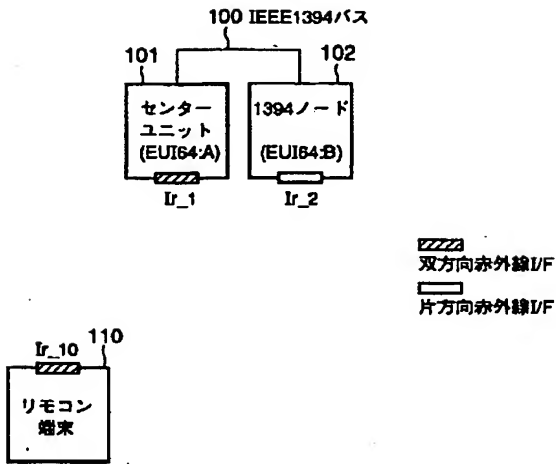 100 IEEE1394バス
101
102
センター
ユニット
(EUI64:A)
1394ノード
(EUI64:B)
Ir_1
Ir_2
双方向赤外線I/F
片方向赤外線I/F
Ir_10
110
リモコン
端末